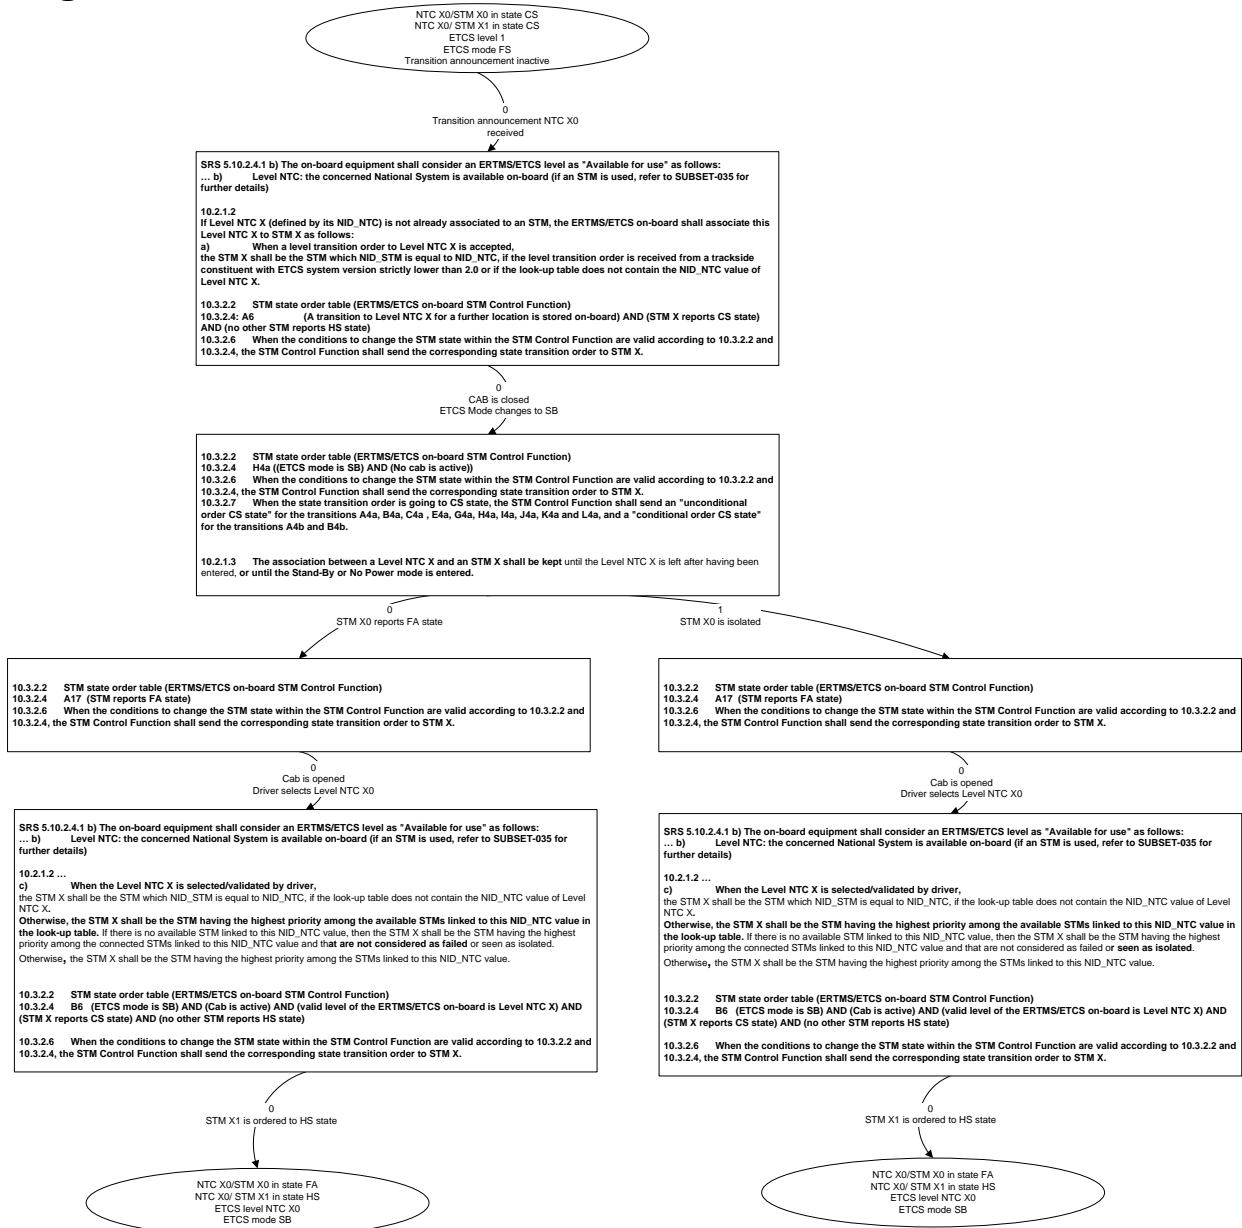 NTC X0/STM X0 in state CS
NTC X0/ STM X1 in state CS
ETCS level 1
ETCS mode FS
Transition announcement inactive
0
Transition announcement NTC X0
received
SRS 5.10.2.4.1 b) The on-board equipment shall consider an ERTMS/ETCS level as "Available for use" as follows:
... b) Level NTC: the concerned National System is available on-board (if an STM is used, refer to SUBSET-035 for
further details)
10.2.1.2
If Level NTC X (defined by its NID_NTC) is not already associated to an STM, the ERTMS/ETCS on-board shall associate this
Level NTC X to STM X as follows:
a) When a level transition order to Level NTC X is accepted,
the STM X shall be the STM which NID_STM is equal to NID_NTC, if the level transition order is received from a trackside
constituent with ETCS system version strictly lower than 2.0 or if the look-up table does not contain the NID_NTC value of
Level NTC X.
10.3.2.2 STM state order table (ERTMS/ETCS on-board STM Control Function)
10.3.2.4: A6 (A transition to Level NTC X for a further location is stored on-board) AND (STM X reports CS state)
AND (no other STM reports HS state)
10.3.2.6 When the conditions to change the STM state within the STM Control Function are valid according to 10.3.2.2 and
10.3.2.4, the STM Control Function shall send the corresponding state transition order to STM X.
0
CAB is closed
ETCS Mode changes to SB
10.3.2.2 STM state order table (ERTMS/ETCS on-board STM Control Function)
10.3.2.4 H4a ((ETCS mode is SB) AND (No cab is active))
10.3.2.6 When the conditions to change the STM state within the STM Control Function are valid according to 10.3.2.2 and
10.3.2.4, the STM Control Function shall send the corresponding state transition order to STM X.
10.3.2.7 When the state transition order is going to CS state, the STM Control Function shall send an "unconditional
order CS state" for the transitions A4a, B4a, C4a , E4a, G4a, H4a, I4a, J4a, K4a and L4a, and a "conditional order CS state"
for the transitions A4b and B4b.
10.2.1.3 The association between a Level NTC X and an STM X shall be kept until the Level NTC X is left after having been
entered, or until the Stand-By or No Power mode is entered.
0
STM X0 reports FA state
1
STM X0 is isolated
10.3.2.2 STM state order table (ERTMS/ETCS on-board STM Control Function)
10.3.2.4 A17 (STM reports FA state)
10.3.2.6 When the conditions to change the STM state within the STM Control Function are valid according to 10.3.2.2 and
10.3.2.4, the STM Control Function shall send the corresponding state transition order to STM X.
10.3.2.2 STM state order table (ERTMS/ETCS on-board STM Control Function)
10.3.2.4 A17 (STM reports FA state)
10.3.2.6 When the conditions to change the STM state within the STM Control Function are valid according to 10.3.2.2 and
10.3.2.4, the STM Control Function shall send the corresponding state transition order to STM X.
0
Cab is opened
Driver selects Level NTC X0
0
Cab is opened
Driver selects Level NTC X0
SRS 5.10.2.4.1 b) The on-board equipment shall consider an ERTMS/ETCS level as "Available for use" as follows:
... b) Level NTC: the concerned National System is available on-board (if an STM is used, refer to SUBSET-035 for
further details)
10.2.1.2 ...
c) When the Level NTC X is selected/validated by driver,
the STM X shall be the STM which NID_STM is equal to NID_NTC, if the look-up table does not contain the NID_NTC value of Level
NTC X.
Otherwise, the STM X shall be the STM having the highest priority among the available STMs linked to this NID_NTC value in
the look-up table. If there is no available STM linked to this NID_NTC value, then the STM X shall be the STM having the highest
priority among the connected STMs linked to this NID_NTC value and that are not considered as failed or seen as isolated.
Otherwise, the STM X shall be the STM having the highest priority among the STMs linked to this NID_NTC value.
10.3.2.2 STM state order table (ERTMS/ETCS on-board STM Control Function)
10.3.2.4 B6 (ETCS mode is SB) AND (Cab is active) AND (valid level of the ERTMS/ETCS on-board is Level NTC X) AND
(STM X reports CS state) AND (no other STM reports HS state)
10.3.2.6 When the conditions to change the STM state within the STM Control Function are valid according to 10.3.2.2 and
10.3.2.4, the STM Control Function shall send the corresponding state transition order to STM X.
SRS 5.10.2.4.1 b) The on-board equipment shall consider an ERTMS/ETCS level as "Available for use" as follows:
... b) Level NTC: the concerned National System is available on-board (if an STM is used, refer to SUBSET-035 for
further details)
10.2.1.2 ...
c) When the Level NTC X is selected/validated by driver,
the STM X shall be the STM which NID_STM is equal to NID_NTC, if the look-up table does not contain the NID_NTC value of Level
NTC X.
Otherwise, the STM X shall be the STM having the highest priority among the available STMs linked to this NID_NTC value in
the look-up table. If there is no available STM linked to this NID_NTC value, then the STM X shall be the STM having the highest
priority among the connected STMs linked to this NID_NTC value and that are not considered as failed or seen as isolated.
Otherwise, the STM X shall be the STM having the highest priority among the STMs linked to this NID_NTC value.
10.3.2.2 STM state order table (ERTMS/ETCS on-board STM Control Function)
10.3.2.4 B6 (ETCS mode is SB) AND (Cab is active) AND (valid level of the ERTMS/ETCS on-board is Level NTC X) AND
(STM X reports CS state) AND (no other STM reports HS state)
10.3.2.6 When the conditions to change the STM state within the STM Control Function are valid according to 10.3.2.2 and
10.3.2.4, the STM Control Function shall send the corresponding state transition order to STM X.
0
STM X1 is ordered to HS state
0
STM X1 is ordered to HS state
NTC X0/STM X0 in state FA
NTC X0/ STM X1 in state HS
ETCS level NTC X0
ETCS mode SB
NTC X0/STM X0 in state FA
NTC X0/ STM X1 in state HS
ETCS level NTC X0
ETCS mode SB